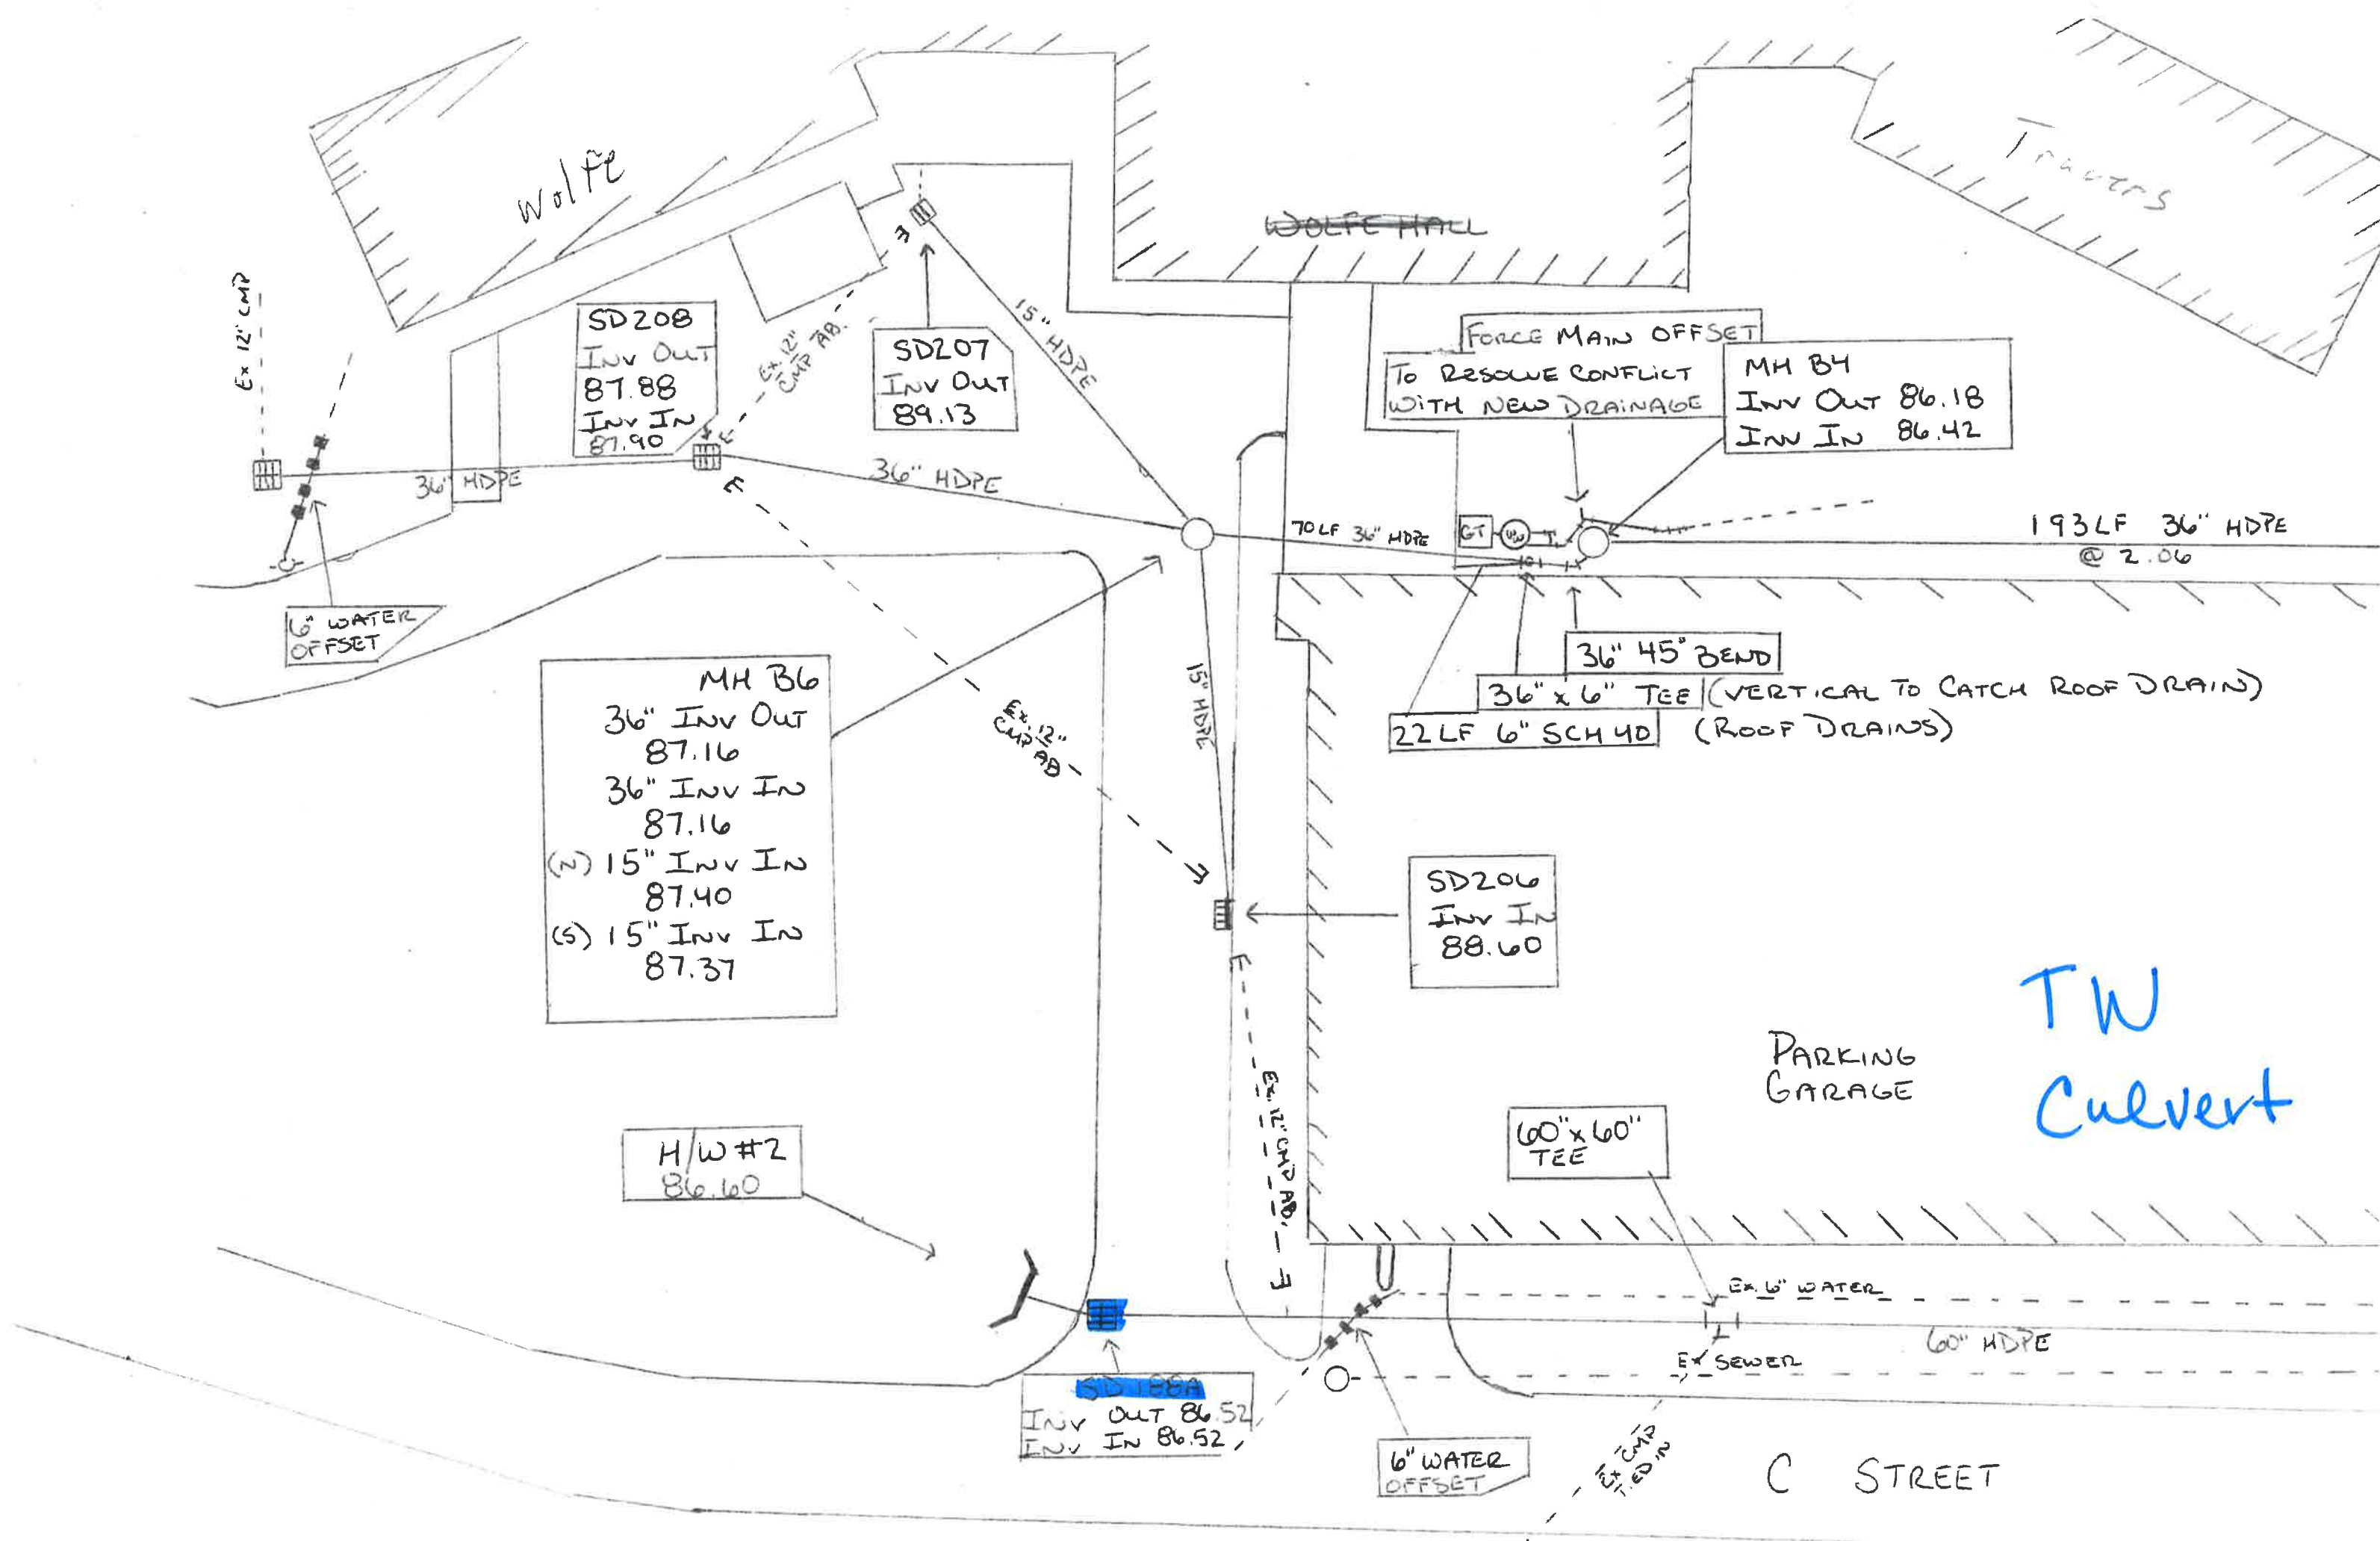 Wolfe
WOLFE HALL
Travers
Ex 12" CMP
SD208
INV OUT
87.88
INV IN
87.90
Ex. 12"
CMP AB.
SD207
INV OUT
89.13
15" HDPE
FORCE MAIN OFFSET
TO RESOLVE CONFLICT
WITH NEW DRAINAGE
MH B4
INV OUT 86.18
INV IN 86.42
36" HDPE
36" HDPE
70 LF 36" HDPE
GT
193 LF 36" HDPE
@ 2.06
6" WATER
OFFSET
36" 45° BEND
36" x 6" TEE (VERTICAL TO CATCH ROOF DRAIN)
22 LF 6" SCH 40 (ROOF DRAINS)
MH B6
36" INV OUT
87.16
36" INV IN
87.16
(N) 15" INV IN
87.40
(S) 15" INV IN
87.37
15" HDPE
Ex. 12"
CMP AB
SD206
INV IN
88.60
TW
Culvert
PARKING
GARAGE
Ex. 12" CMP AB.
60" x 60"
TEE
H/W #2
86.60
Ex. 6" WATER
60" HDPE
EX SEWER
SD 188A
INV OUT 86.52
INV IN 86.52
6" WATER
OFFSET
EX CMP
TIED IN
C STREET